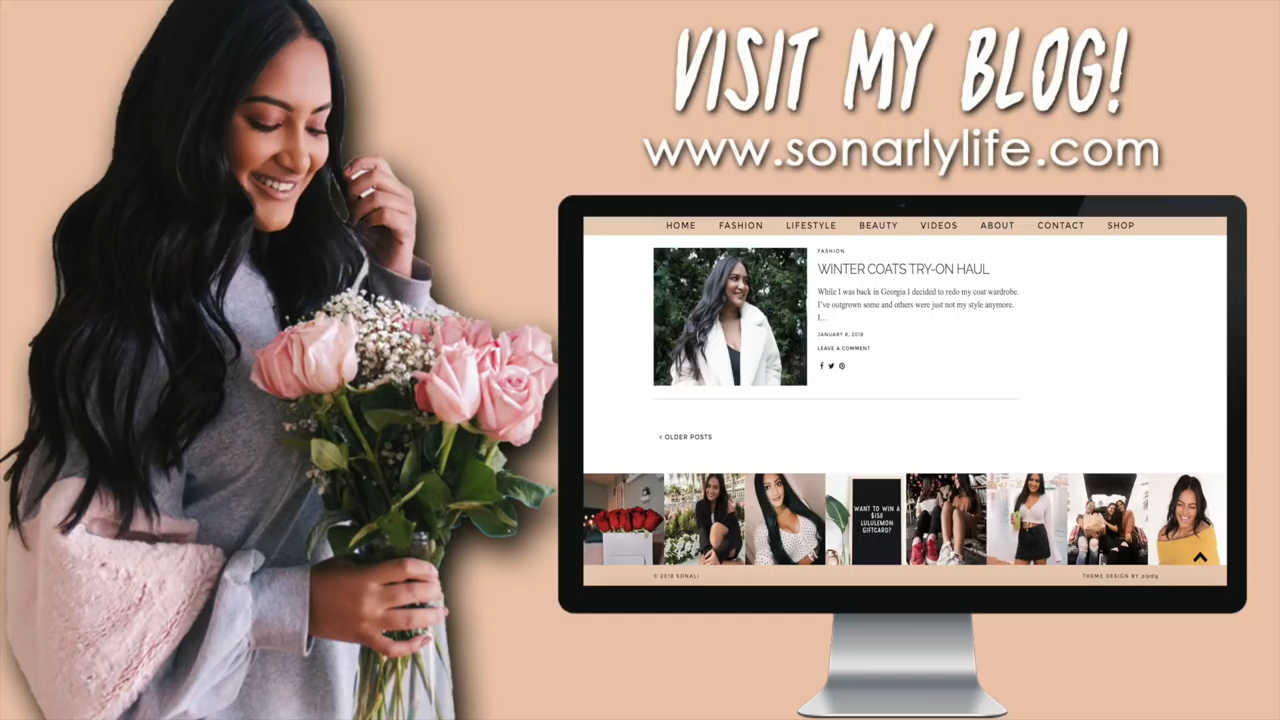 VISIT MY BLOG!
www.sonarlylife.com
HOME FASHION LIFESTYLE BEAUTY VIDEOS ABOUT CONTACT SHOP
FASHION
WINTER COATS TRY-ON HAUL
While I was back in Georgia I decided to redo my coat wardrobe.
I've outgrown some and others were just not my style anymore.
I…
JANUARY 8, 2018
LEAVE A COMMENT?
« OLDER POSTS
WANT TO WIN A
$150
LULULEMON
GIFTCARD?
© 2018 SONALI
THEME DESIGN BY pipdig